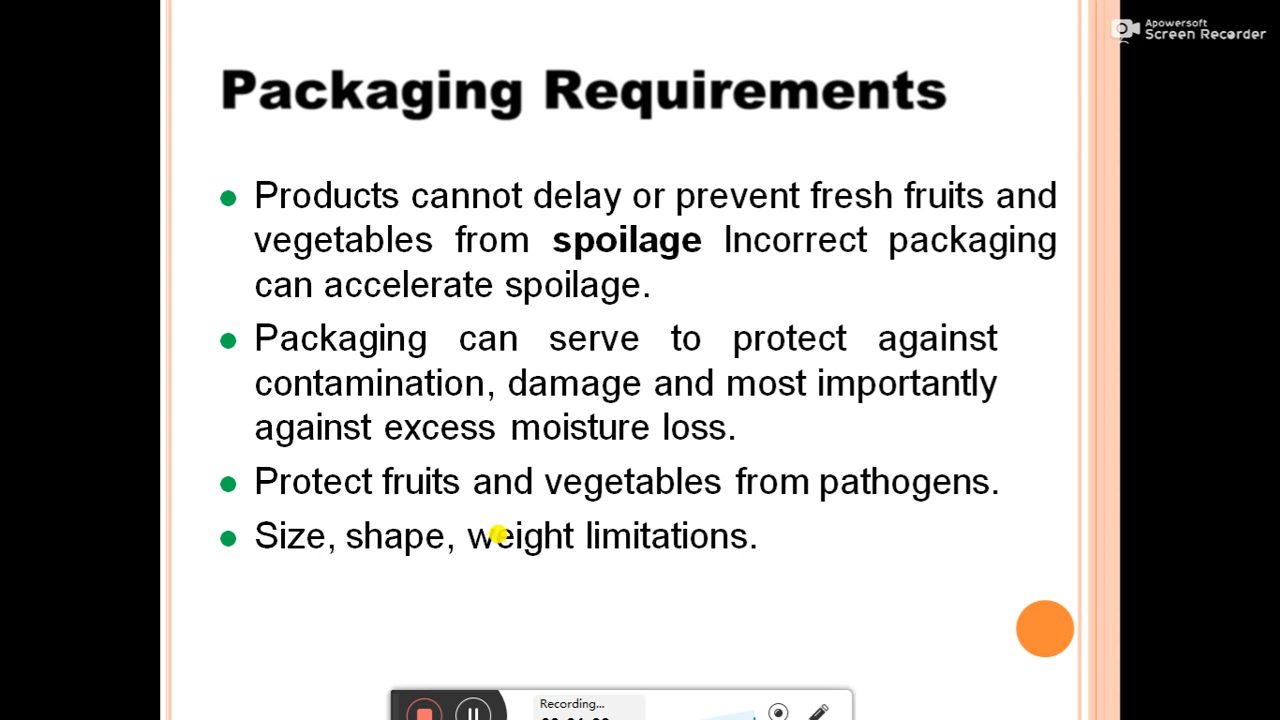 Apowersoft
Screen Recorder
Packaging Requirements
Products cannot delay or prevent fresh fruits and
vegetables from spoilage Incorrect packaging
can accelerate spoilage.
Packaging can serve to protect against
contamination, damage and most importantly
against excess moisture loss.
Protect fruits and vegetables from pathogens.
Size, shape, weight limitations.
Recording...